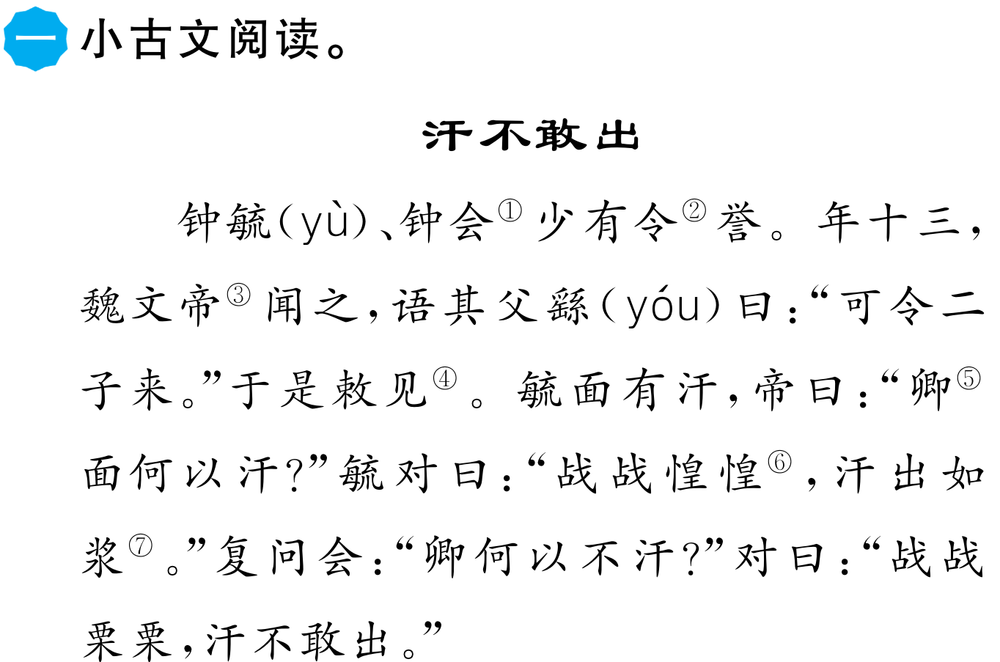 一 小古文阅读。
汗不敢出
钟毓(yù)、钟会①少有令②誉。年十三，
魏文帝③闻之，语其父繇(yóu)曰：“可令二
子来。”于是敕见④。毓面有汗，帝曰：“卿⑤
面何以汗?”毓对曰：“战战惶惶⑥，汗出如
浆⑦。”复问会：“卿何以不汗?”对曰：“战战
栗栗，汗不敢出。”